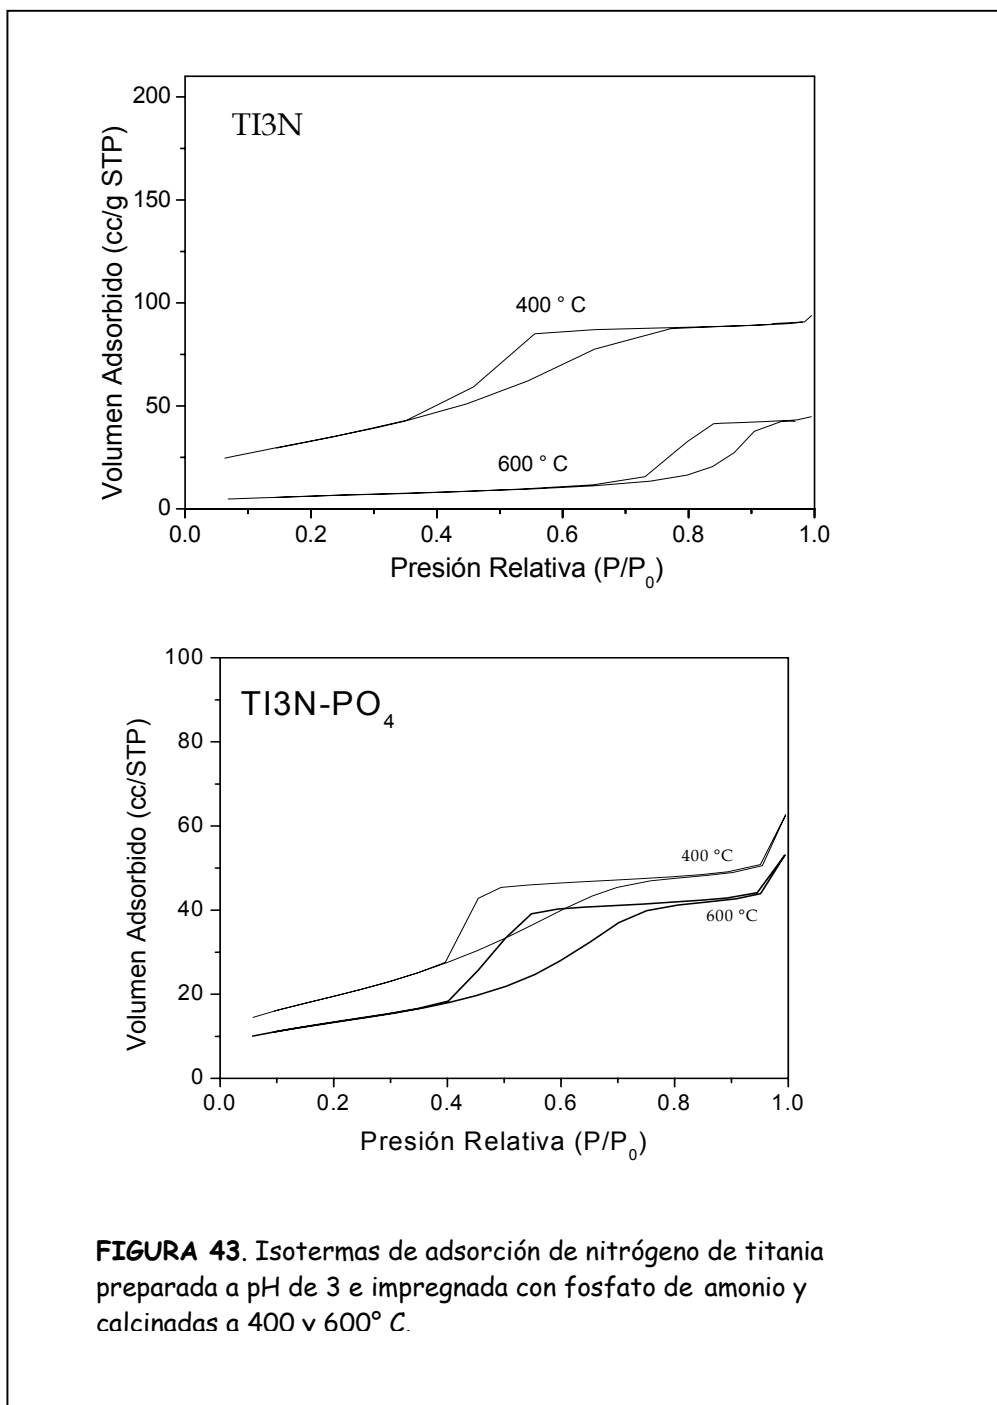 TI3N
Volumen Adsorbido (cc/g STP)
200
150
100
50
0
400 ° C
600 ° C
0.0 0.2 0.4 0.6 0.8 1.0
Presión Relativa (P/P0)
TI3N-PO4
Volumen Adsorbido (cc/STP)
100
80
60
40
20
0
400 °C
600 °C
0.0 0.2 0.4 0.6 0.8 1.0
Presión Relativa (P/P0)
FIGURA 43. Isotermas de adsorción de nitrógeno de titania
preparada a pH de 3 e impregnada con fosfato de amonio y
calcinadas a 400 y 600° C.